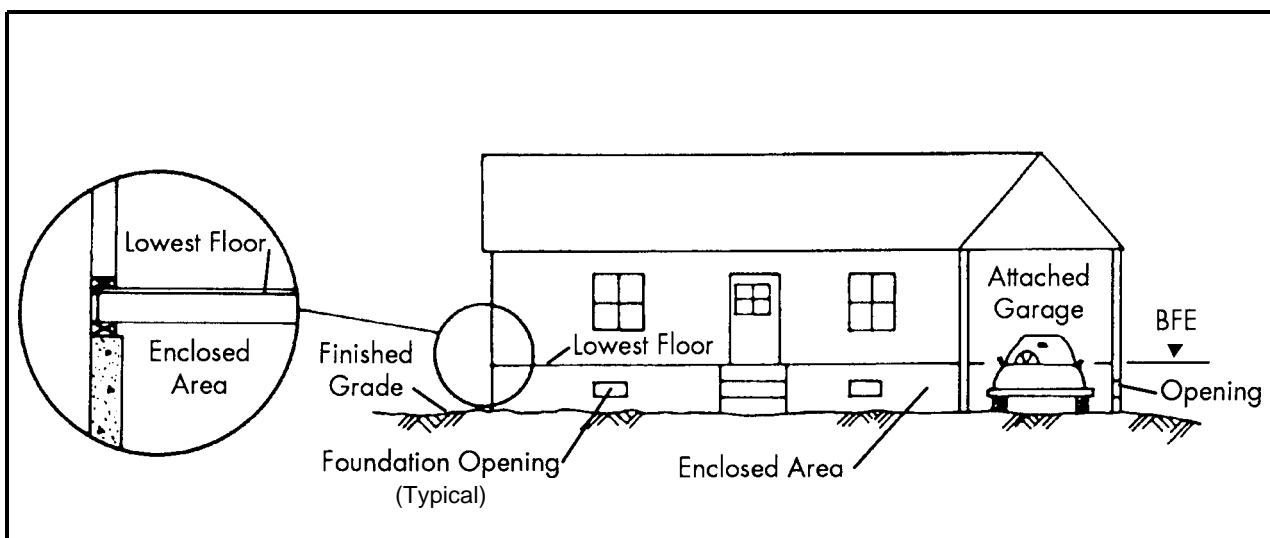 Lowest Floor
Enclosed
Area
Finished
Grade
Lowest Floor
Attached
Garage
BFE
Opening
Foundation Opening
(Typical)
Enclosed Area